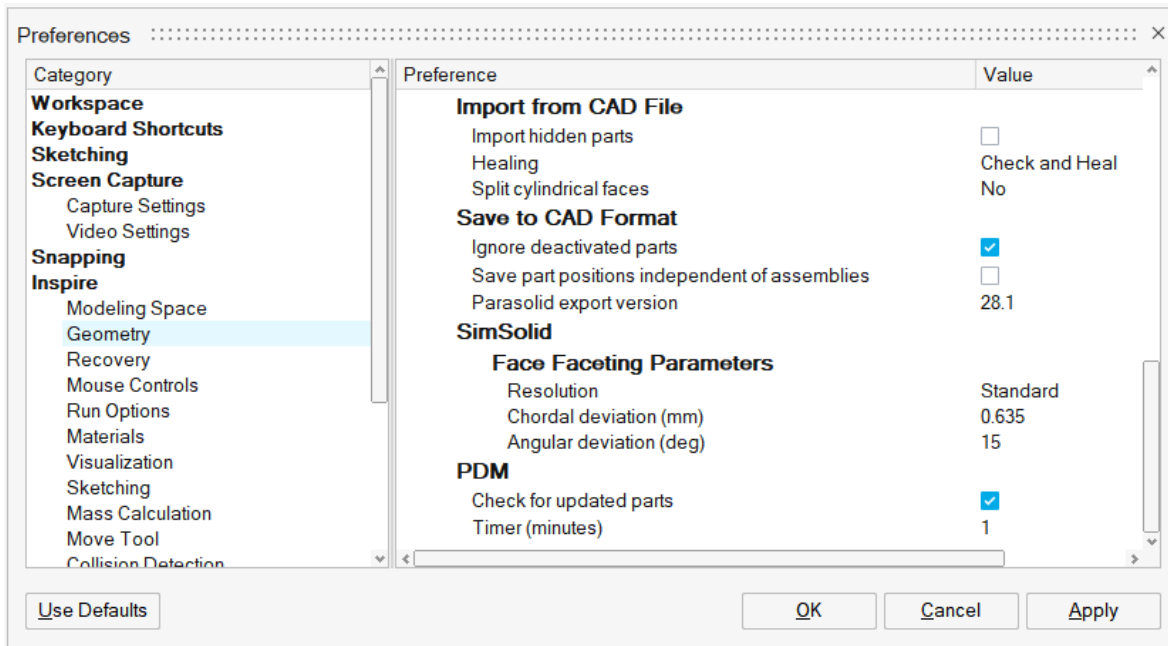 Preferences
Category
Workspace
Keyboard Shortcuts
Sketching
Screen Capture
Capture Settings
Video Settings
Snapping
Inspire
Modeling Space
Geometry
Recovery
Mouse Controls
Run Options
Materials
Visualization
Sketching
Mass Calculation
Move Tool
Collision Detection
Preference Value
Import from CAD File
Import hidden parts
Healing Check and Heal
Split cylindrical faces No
Save to CAD Format
Ignore deactivated parts
Save part positions independent of assemblies
Parasolid export version 28.1
SimSolid
Face Faceting Parameters
Resolution Standard
Chordal deviation (mm) 0.635
Angular deviation (deg) 15
PDM
Check for updated parts
Timer (minutes) 1
Use Defaults OK Cancel Apply